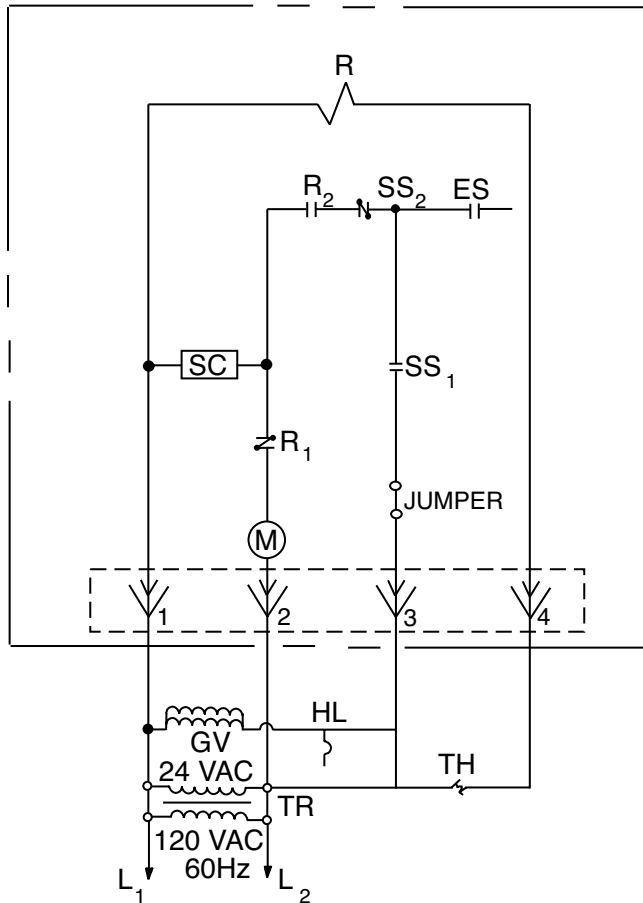 R
R2 SS2 ES
SC
SS1
R1
JUMPER
M
1 2 3 4
HL
GV
24 VAC
TH
TR
120 VAC
60Hz
L1 L2